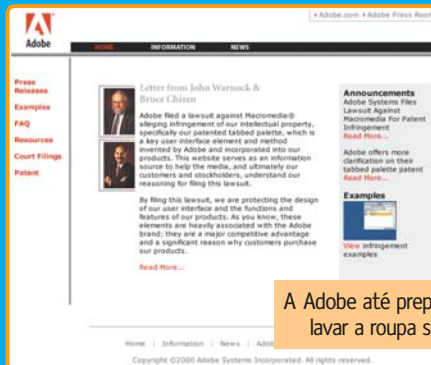 Adobe.com Adobe Press Room
Adobe
HOME INFORMATION NEWS
Press
Releases
Examples
FAQ
Resources
Court Filings
Patent
Letter from John Warnock &
Bruce Chizen
Adobe filed a lawsuit against Macromedia®
alleging infringement of our intellectual property,
specifically our patented tabbed palette, which is
a key user interface element and method
invented by Adobe and incorporated into our
products. This website serves as an information
source to help the media, and ultimately our
customers and stockholders, understand our
reasoning for filing this lawsuit.
By filing this lawsuit, we are protecting the design
of our user interface and the functions and
features of our products. As you know, these
elements are heavily associated with the Adobe
brand; they are a major competitive advantage
and a significant reason why customers purchase
our products.
Read More...
Announcements
Adobe Systems Files
Lawsuit Against
Macromedia For Patent
Infringement
Read More...
Adobe offers more
clarification on their
tabbed palette patent
Read More...
Examples
View infringement
examples
A Adobe até prep
lavar a roupa s
Home | Information | News | Adob
Copyright ©2000 Adobe Systems Incorporated. All rights reserved.